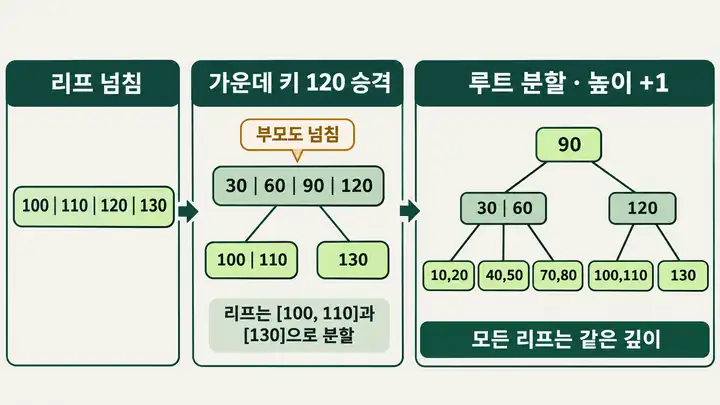 리프 넘침
100 | 110 | 120 | 130
가운데 키 120 승격
부모도 넘침
30 | 60 | 90 | 120
100 | 110
130
리프는 [100, 110]과
[130]으로 분할
루트 분할 · 높이 +1
90
30 | 60
120
10,20
40,50
70,80
100,110
130
모든 리프는 같은 깊이